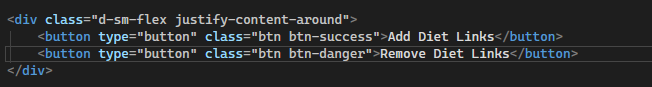 <div class="d-sm-flex justify-content-around">
    <button type="button" class="btn btn-success">Add Diet Links</button>
    <button type="button" class="btn btn-danger">Remove Diet Links</button>
</div>